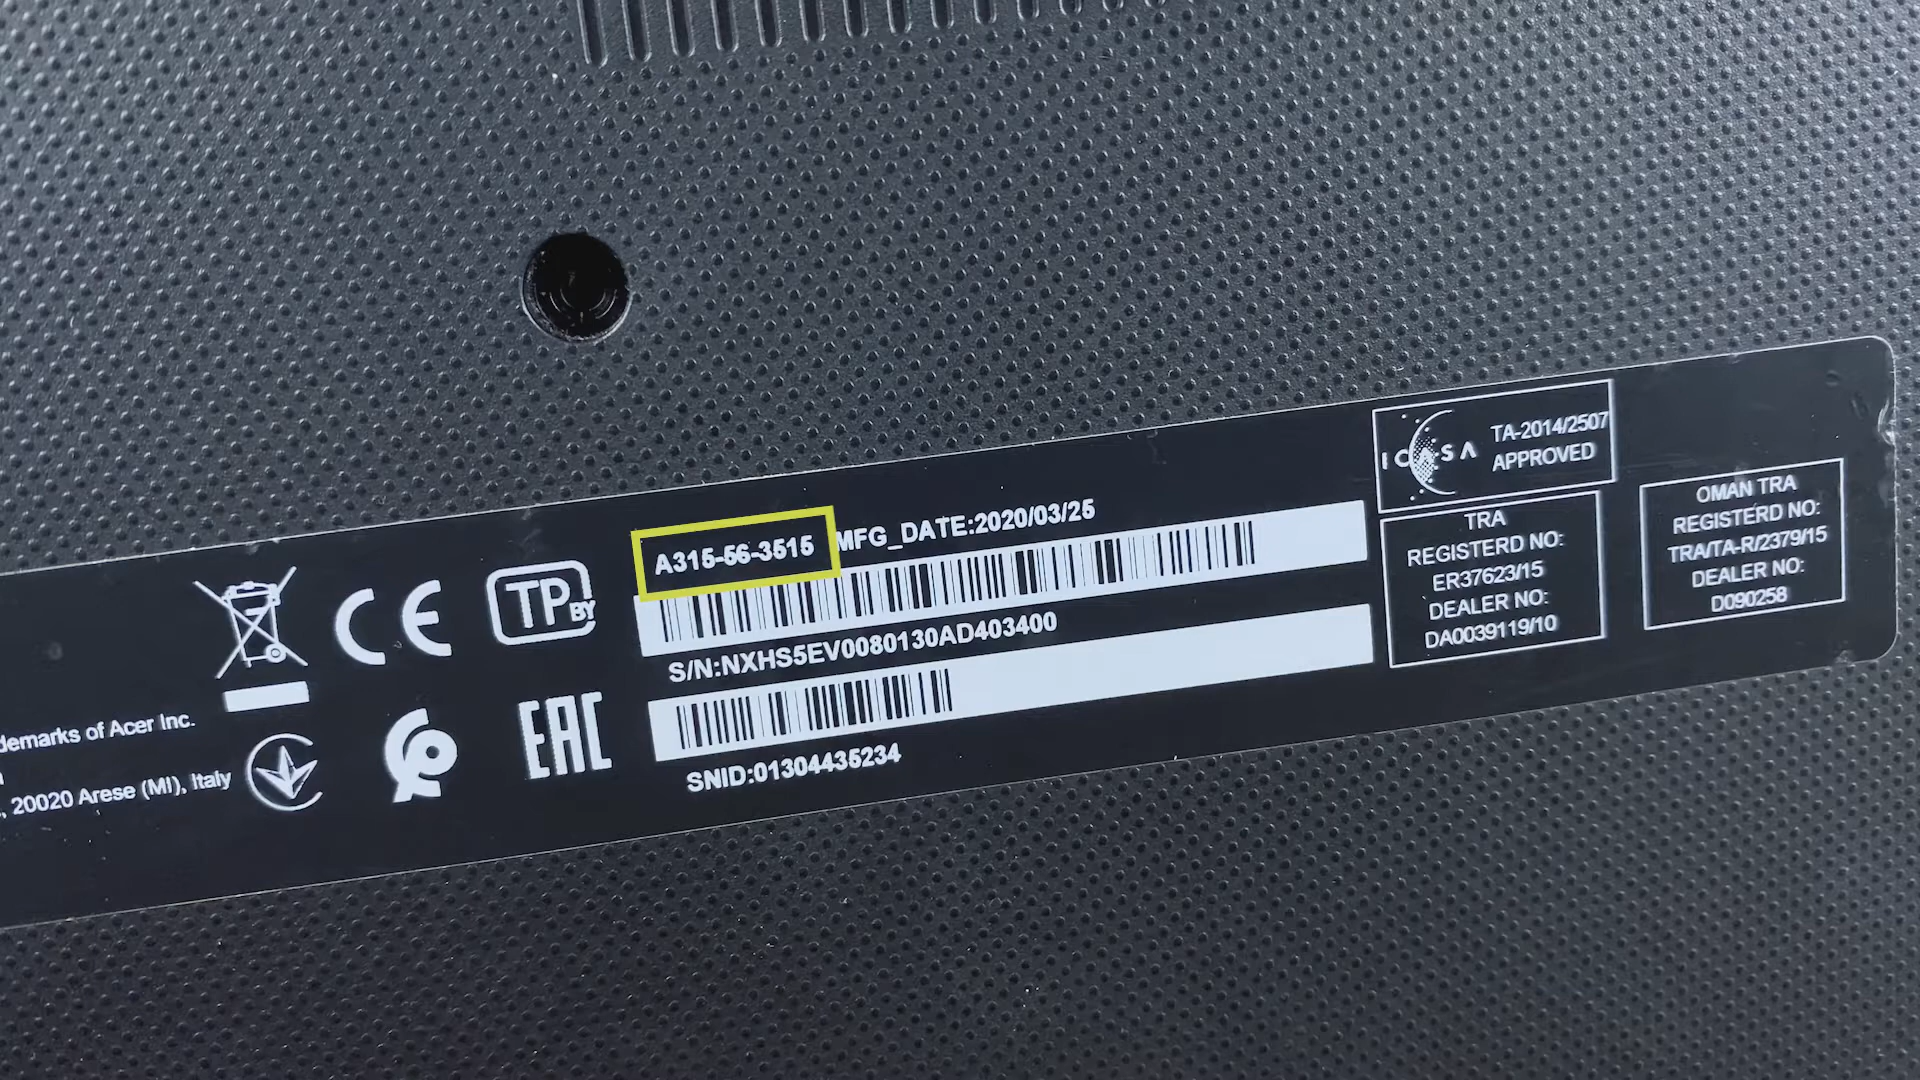 A315-56-3515 MFG_DATE:2020/03/25
S/N:NXHS5EV0080130AD403400
SNID:01304435234
ICASA
TA-2014/2507
APPROVED
TRA
REGISTERD NO:
ER37623/15
DEALER NO:
DA0039119/10
OMAN TRA
REGISTERD NO:
TRA/TA-R/2379/15
DEALER NO:
D090258
CE
TP BY
EAC
demarks of Acer Inc.
, 20020 Arese (MI), Italy